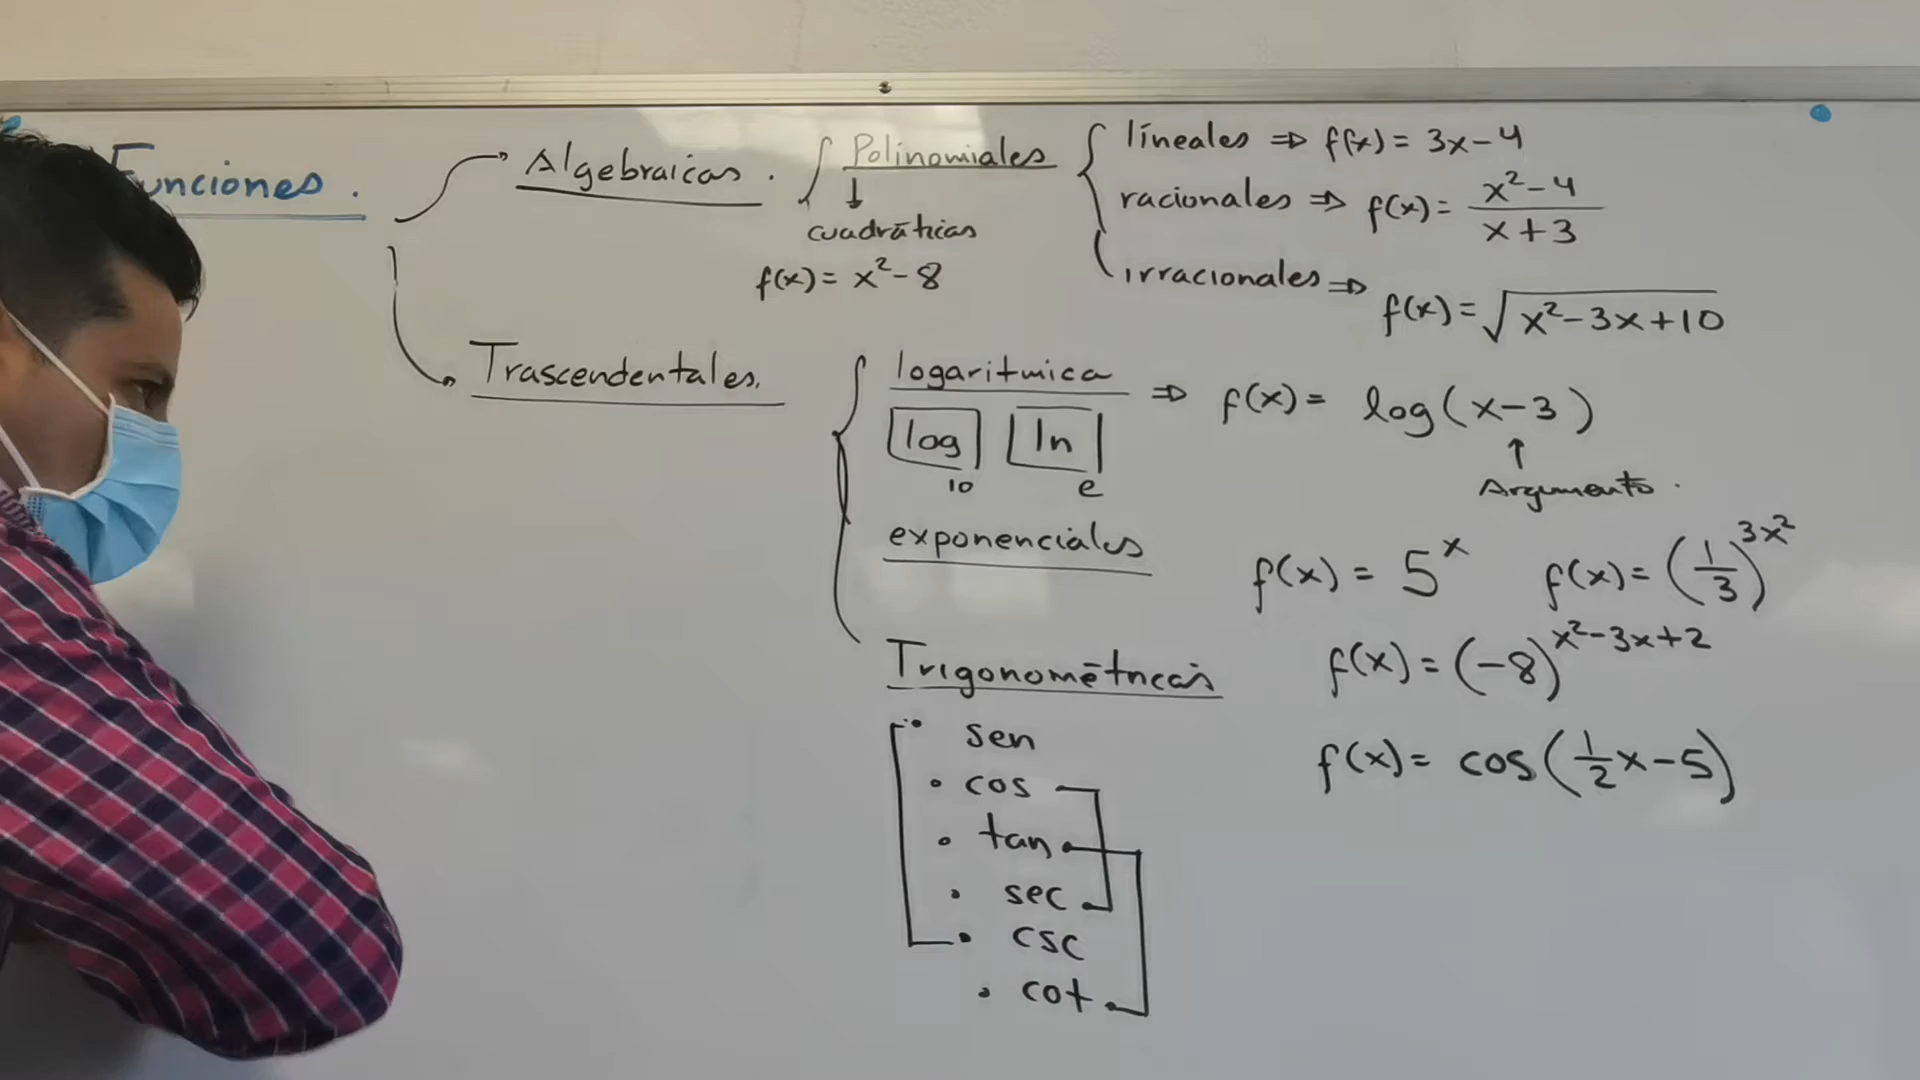 Funciones.
Algebraicas.
Polinomiales
↓
cuadráticas
f(x) = x² - 8
líneales ⇒ f(x) = 3x - 4
racionales ⇒ f(x) = (x² - 4)/(x + 3)
irracionales ⇒ f(x) = √(x² - 3x + 10)
Trascendentales.
logaritmica ⇒ f(x) = log(x - 3)
↑
Argumento.
log 10 ln e
exponenciales
f(x) = 5^x f(x) = (1/3)^(3x²)
f(x) = (-8)^(x² - 3x + 2)
Trigonométricas
f(x) = cos(1/2 x - 5)
• sen
• cos
• tan
• sec
• csc
• cot